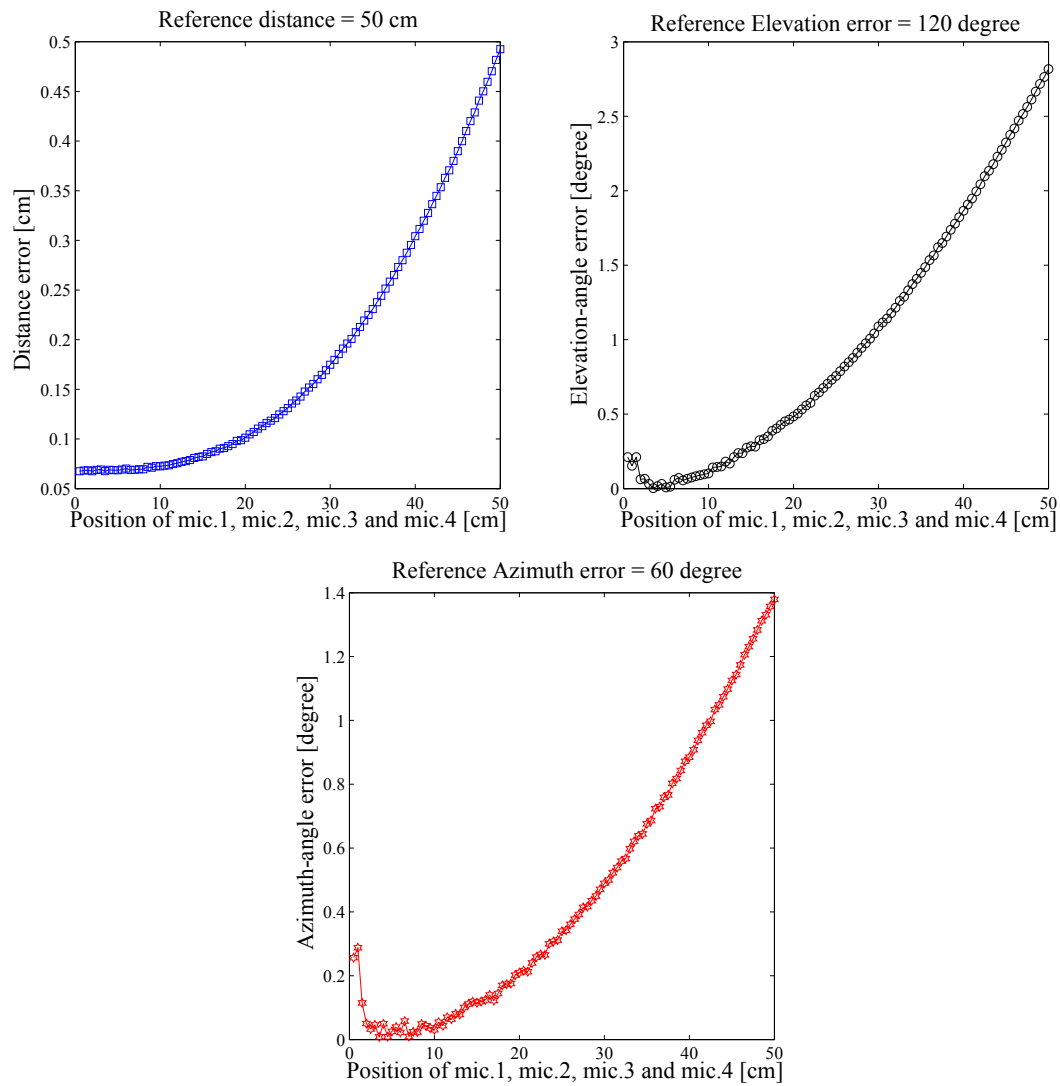 Reference distance = 50 cm
0.5
0.45
0.4
0.35
0.3
0.25
0.2
0.15
0.1
0.05
Distance error [cm]
0 10 20 30 40 50
Position of mic.1, mic.2, mic.3 and mic.4 [cm]
Reference Elevation error = 120 degree
3
2.5
2
1.5
1
0.5
0
Elevation-angle error [degree]
0 10 20 30 40 50
Position of mic.1, mic.2, mic.3 and mic.4 [cm]
Reference Azimuth error = 60 degree
1.4
1.2
1
0.8
0.6
0.4
0.2
0
Azimuth-angle error [degree]
0 10 20 30 40 50
Position of mic.1, mic.2, mic.3 and mic.4 [cm]